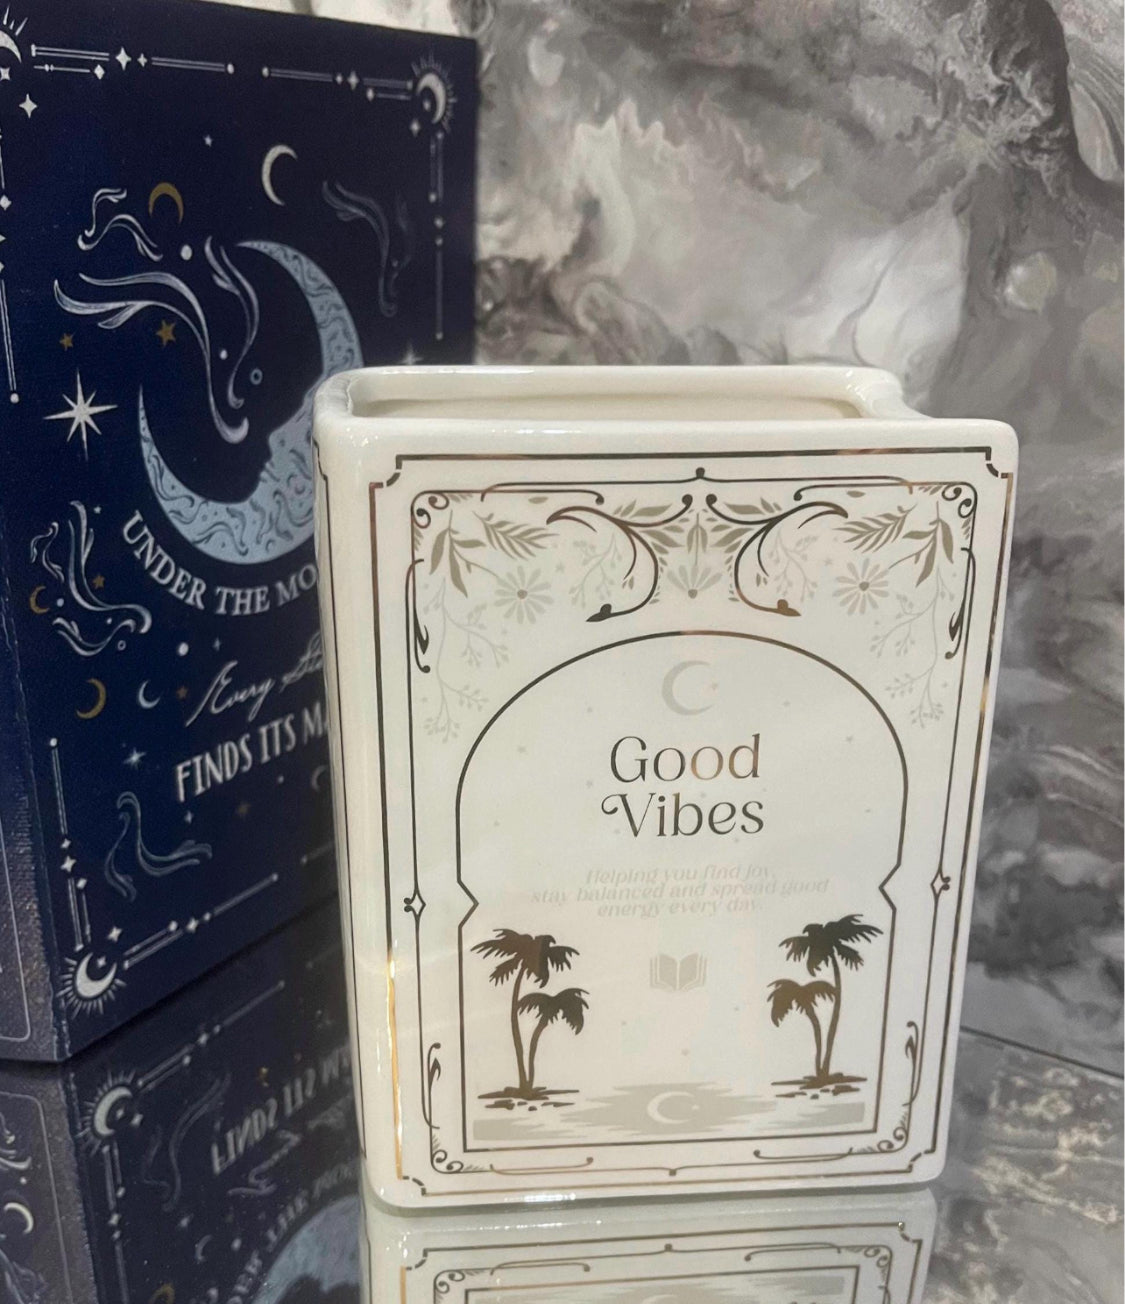 UNDER THE MO
Every
FINDS ITS
Good
Vibes
Helping you find joy,
stay balanced and spread good
energy every day.